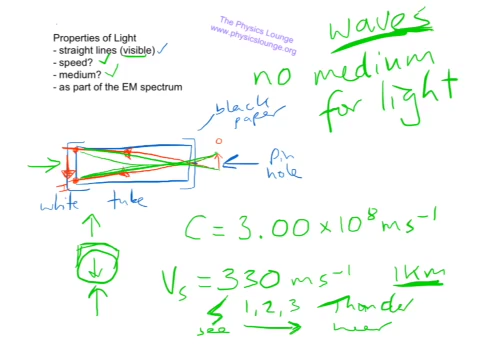 The Physics Lounge
www.physicslounge.org
Properties of Light
- straight lines (visible)
- speed?
- medium?
- as part of the EM spectrum
waves
no medium
for light
black
paper
pin
hole
white tube
C = 3.00 × 10⁸ ms⁻¹
Vs = 330 ms⁻¹ 1km
1, 2, 3 Thonder
see → hear